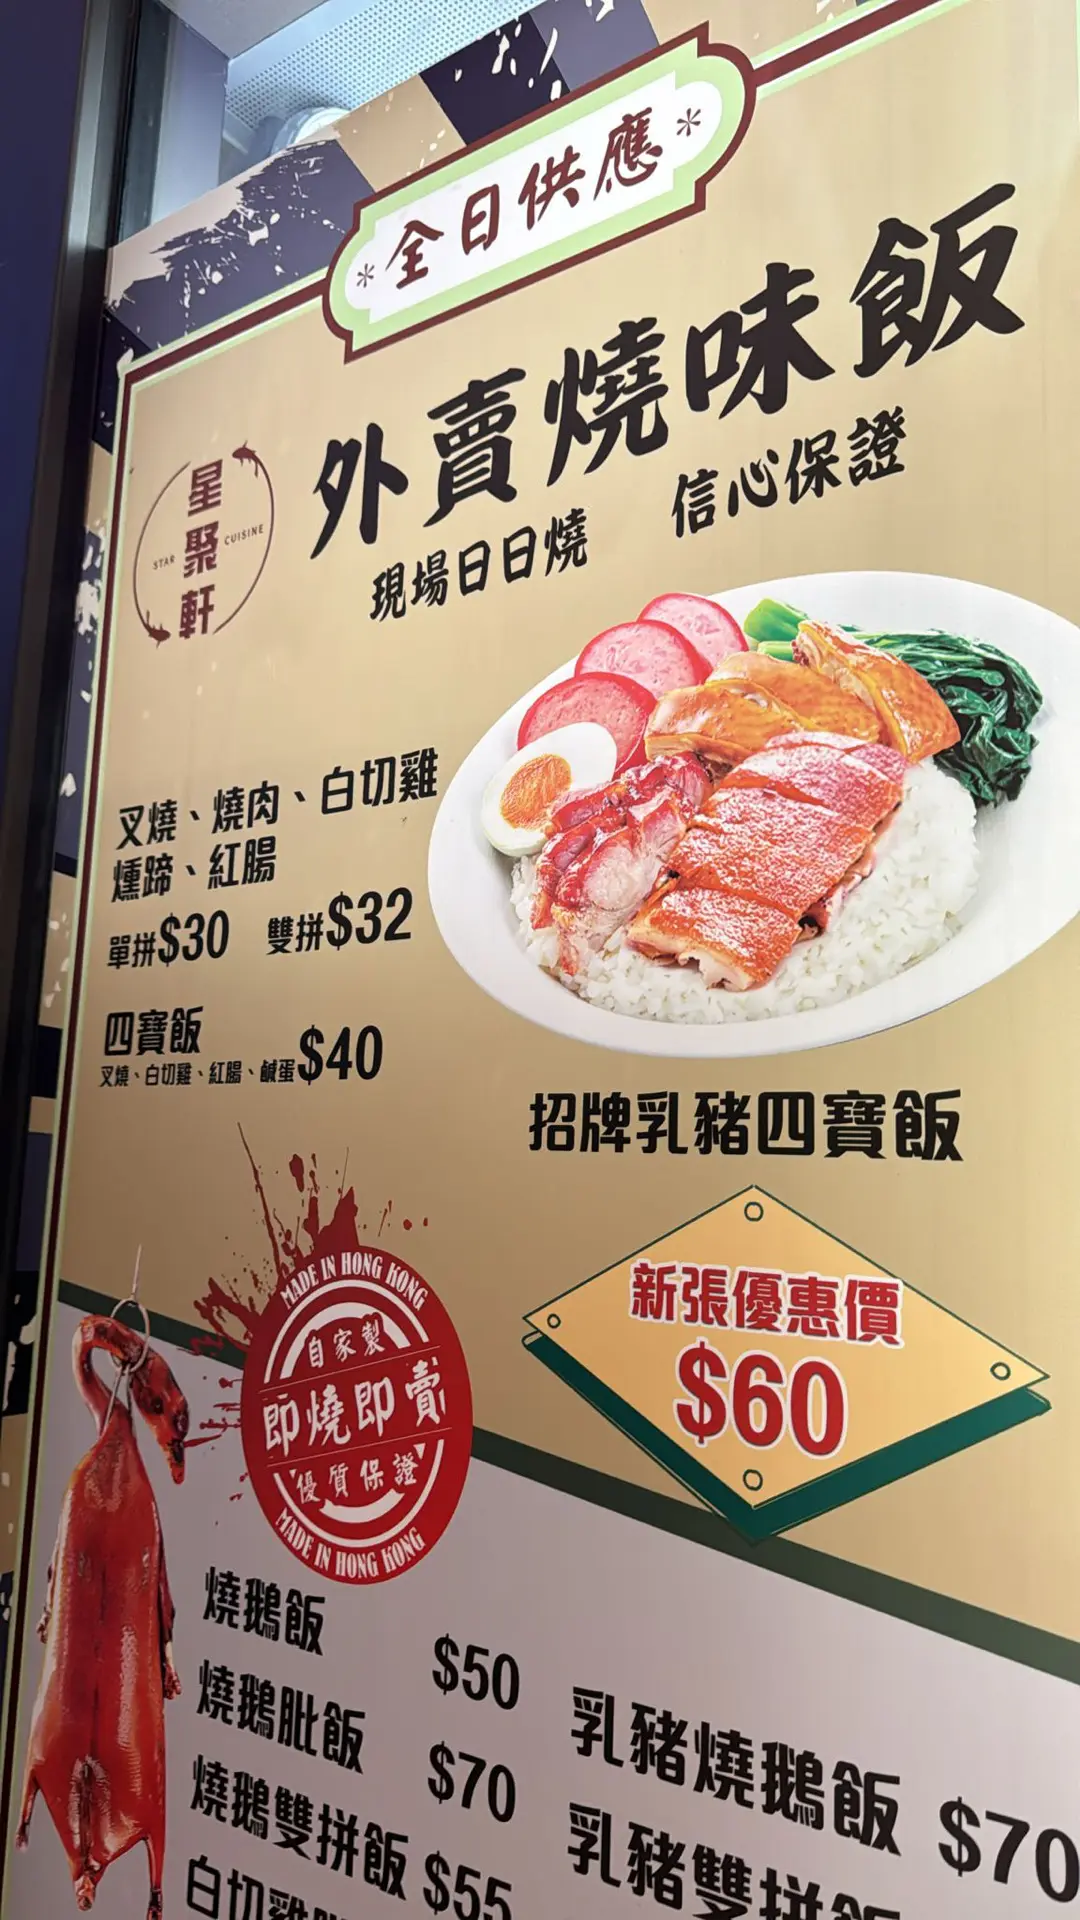 全日供應
外賣燒味飯
現場日日燒 信心保證
星聚軒
STAR CUISINE
叉燒、燒肉、白切雞
燻蹄、紅腸
單拼$30 雙拼$32
四寶飯
叉燒、白切雞、紅腸、鹹蛋$40
招牌乳豬四寶飯
新張優惠價
$60
MADE IN HONG KONG
自家製
即燒即賣
優質保證
MADE IN HONG KONG
燒鵝飯 $50
燒鵝髀飯 $70
燒鵝雙拼飯 $55
白切雞
乳豬燒鵝飯 $70
乳豬雙拼飯